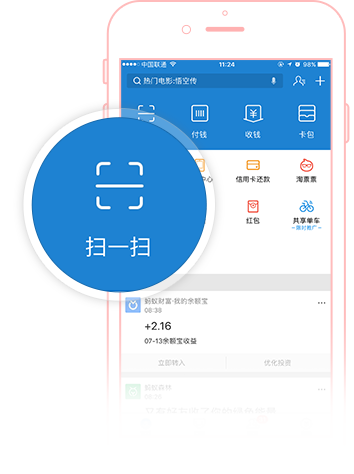 中国联通
11:24
98%
热门电影:悟空传
付钱
收钱
卡包
扫一扫
中心
信用卡还款
淘票票
红包
共享单车
蚂蚁财富·我的余额宝
08:38
+2.16
07-13余额宝收益
立即转入
优化投资
蚂蚁森林